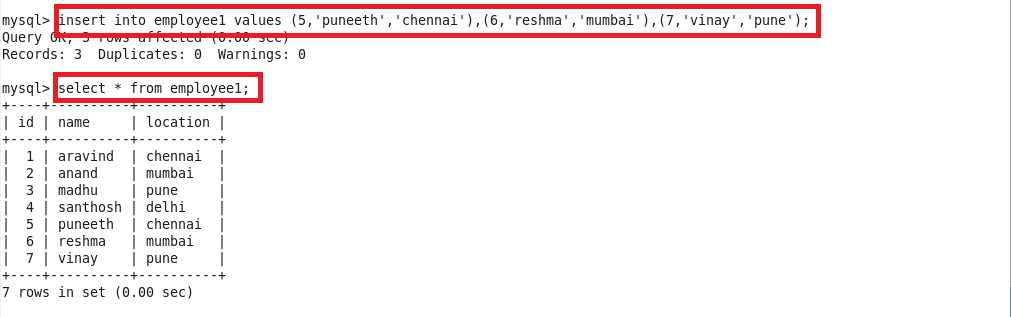 mysql> insert into employee1 values (5,'puneeth','chennai'),(6,'reshma','mumbai'),(7,'vinay','pune');
Query OK, 3 rows affected (0.00 sec)
Records: 3  Duplicates: 0  Warnings: 0
mysql> select * from employee1;
+----+----------+----------+
| id | name     | location |
+----+----------+----------+
|  1 | aravind  | chennai  |
|  2 | anand    | mumbai   |
|  3 | madhu    | pune     |
|  4 | santhosh | delhi    |
|  5 | puneeth  | chennai  |
|  6 | reshma   | mumbai   |
|  7 | vinay    | pune     |
+----+----------+----------+
7 rows in set (0.00 sec)